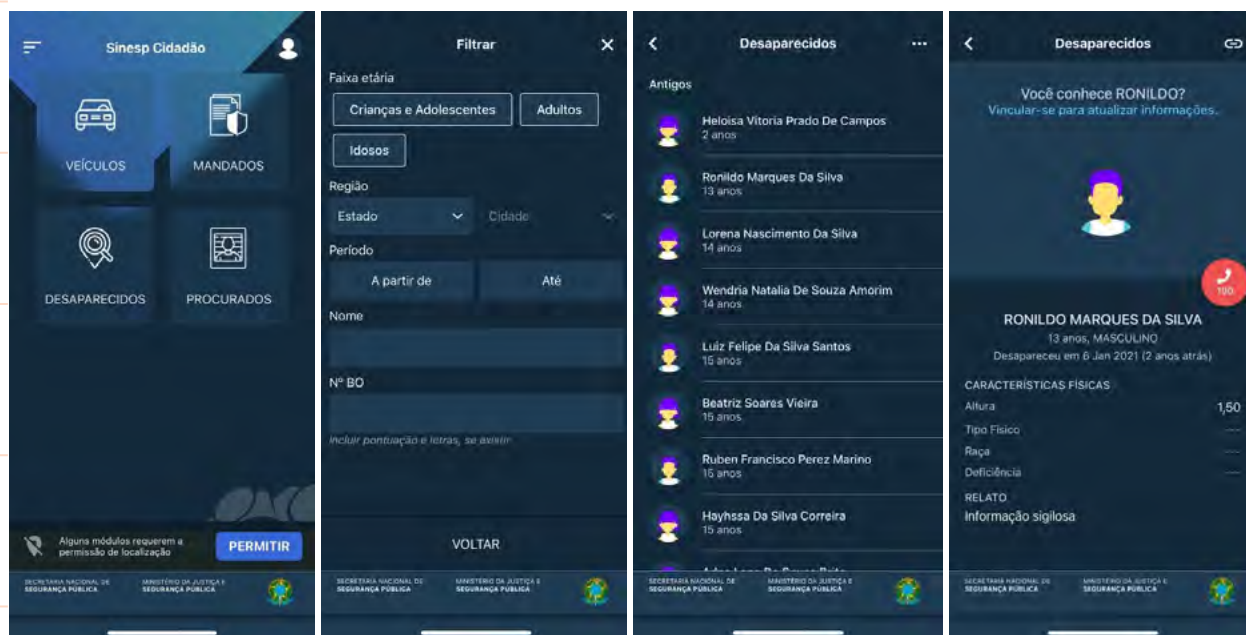 Sinesp Cidadão
VEÍCULOS
MANDADOS
DESAPARECIDOS
PROCURADOS
Alguns módulos requerem a
permissão de localização
PERMITIR
SECRETARIA NACIONAL DE
SEGURANÇA PÚBLICA
MINISTÉRIO DA JUSTIÇA E
SEGURANÇA PÚBLICA
Filtrar
Faixa etária
Crianças e Adolescentes
Adultos
Idosos
Região
Estado
Cidade
Período
A partir de
Até
Nome
Nº BO
Incluir pontuação e letras, se existir
VOLTAR
SECRETARIA NACIONAL DE
SEGURANÇA PÚBLICA
MINISTÉRIO DA JUSTIÇA E
SEGURANÇA PÚBLICA
Desaparecidos
Antigos
Heloisa Vitoria Prado De Campos
2 anos
Ronildo Marques Da Silva
13 anos
Lorena Nascimento Da Silva
14 anos
Wendria Natalia De Souza Amorim
14 anos
Luiz Felipe Da Silva Santos
15 anos
Beatriz Soares Vieira
15 anos
Ruben Francisco Perez Marino
15 anos
Hayhssa Da Silva Correira
15 anos
SECRETARIA NACIONAL DE
SEGURANÇA PÚBLICA
MINISTÉRIO DA JUSTIÇA E
SEGURANÇA PÚBLICA
Desaparecidos
Você conhece RONILDO?
Vincular-se para atualizar informações.
190
RONILDO MARQUES DA SILVA
13 anos, MASCULINO
Desapareceu em 6 Jan 2021 (2 anos atrás)
CARACTERÍSTICAS FÍSICAS
Altura 1,50
Tipo Físico ---
Raça ---
Deficiência ---
RELATO
Informação sigilosa
SECRETARIA NACIONAL DE
SEGURANÇA PÚBLICA
MINISTÉRIO DA JUSTIÇA E
SEGURANÇA PÚBLICA